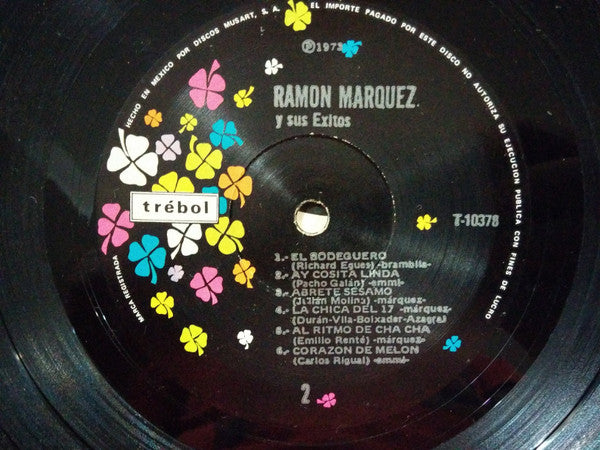 HECHO EN MEXICO POR DISCOS MUSART, S. A. EL IMPORTE PAGADO POR ESTE DISCO NO AUTORIZA SU EJECUCION PUBLICA CON FINES DE LUCRO
Ⓟ1973
RAMON MARQUEZ.
y sus Exitos
trébol
T-10378
MARCA REGISTRADA
1.- EL BODEGUERO
(Richard Egues) -brambila-
2.- AY COSITA LINDA
(Pacho Galán) -emmi-
3.- ABRETE SESAMO
(Julián Molina) -márquez-
4.- LA CHICA DEL 17 -márquez-
(Durán-Vila-Boixader-Azagra)
5.- AL RITMO DE CHA CHA
(Emilio Renté) -márquez-
6.- CORAZON DE MELON
(Carlos Rigual) -emmi-
2